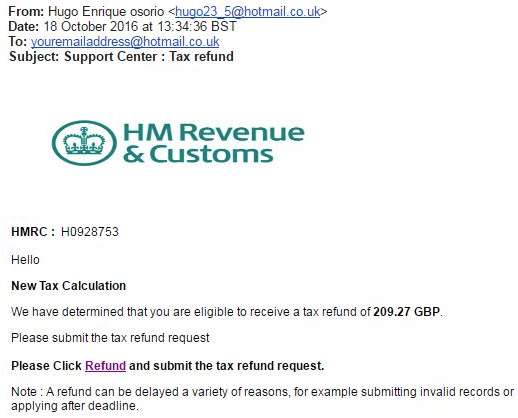 From: Hugo Enrique osorio <hugo23_5@hotmail.co.uk>
Date: 18 October 2016 at 13:34:36 BST
To: youremailaddress@hotmail.co.uk
Subject: Support Center : Tax refund
HM Revenue
& Customs
HMRC : H0928753
Hello
New Tax Calculation
We have determined that you are eligible to receive a tax refund of 209.27 GBP.
Please submit the tax refund request
Please Click Refund and submit the tax refund request.
Note : A refund can be delayed a variety of reasons, for example submitting invalid records or
applying after deadline.